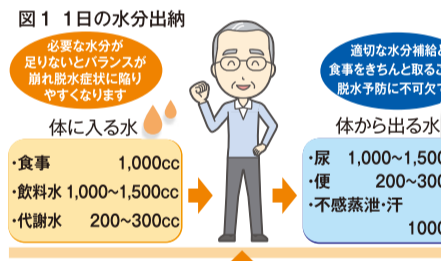 図1 1日の水分出納
必要な水分が
足りないとバランスが
崩れ脱水症状に陥り
やすくなります
適切な水分補給と
食事をきちんと取るこ
脱水予防に不可欠で
体に入る水
・食事 1,000cc
・飲料水 1,000〜1,500cc
・代謝水 200〜300cc
体から出る水
・尿 1,000〜1,500
・便 200〜300
・不感蒸泄・汗
1000